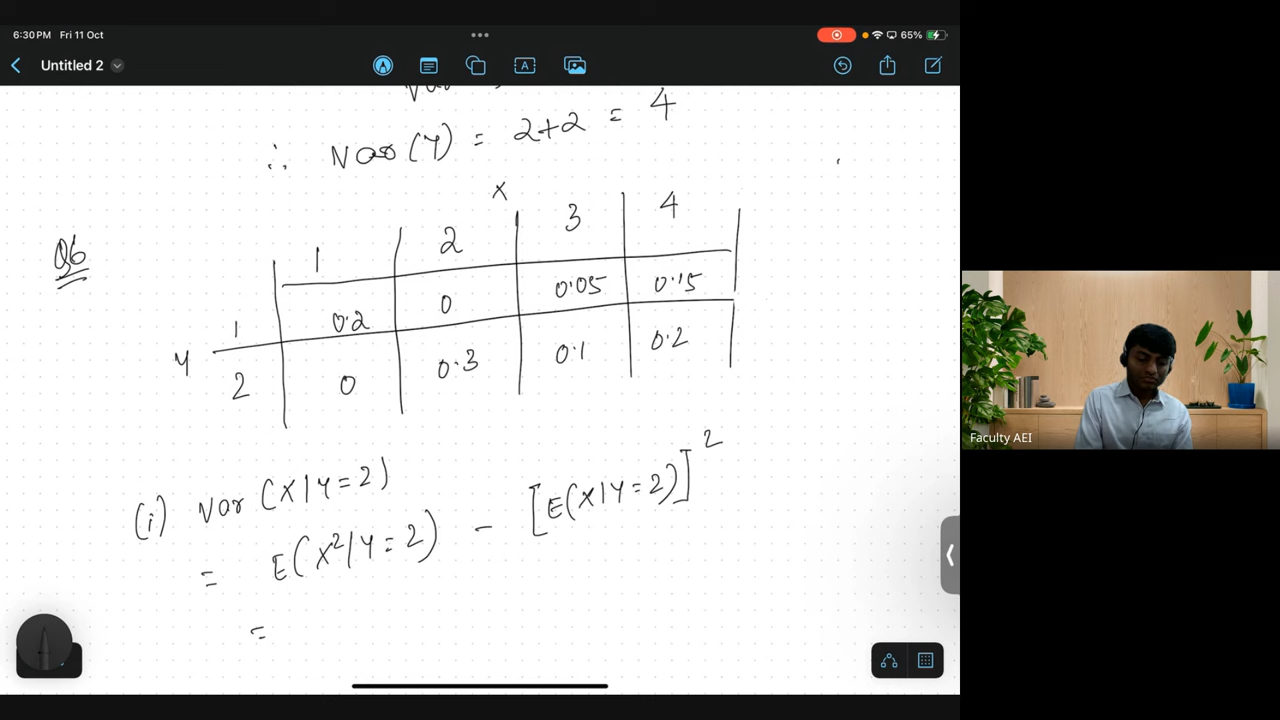 6:30 PM Fri 11 Oct
65%
Untitled 2
∴ Var(Y) = 2+2 = 4
X
Q6
1 2 3 4
1 0.2 0 0.05 0.15
Y
2 0 0.3 0.1 0.2
(i) Var (X|Y=2)
= E(X²|Y=2) - [E(X|Y=2)]²
=
Faculty AEI